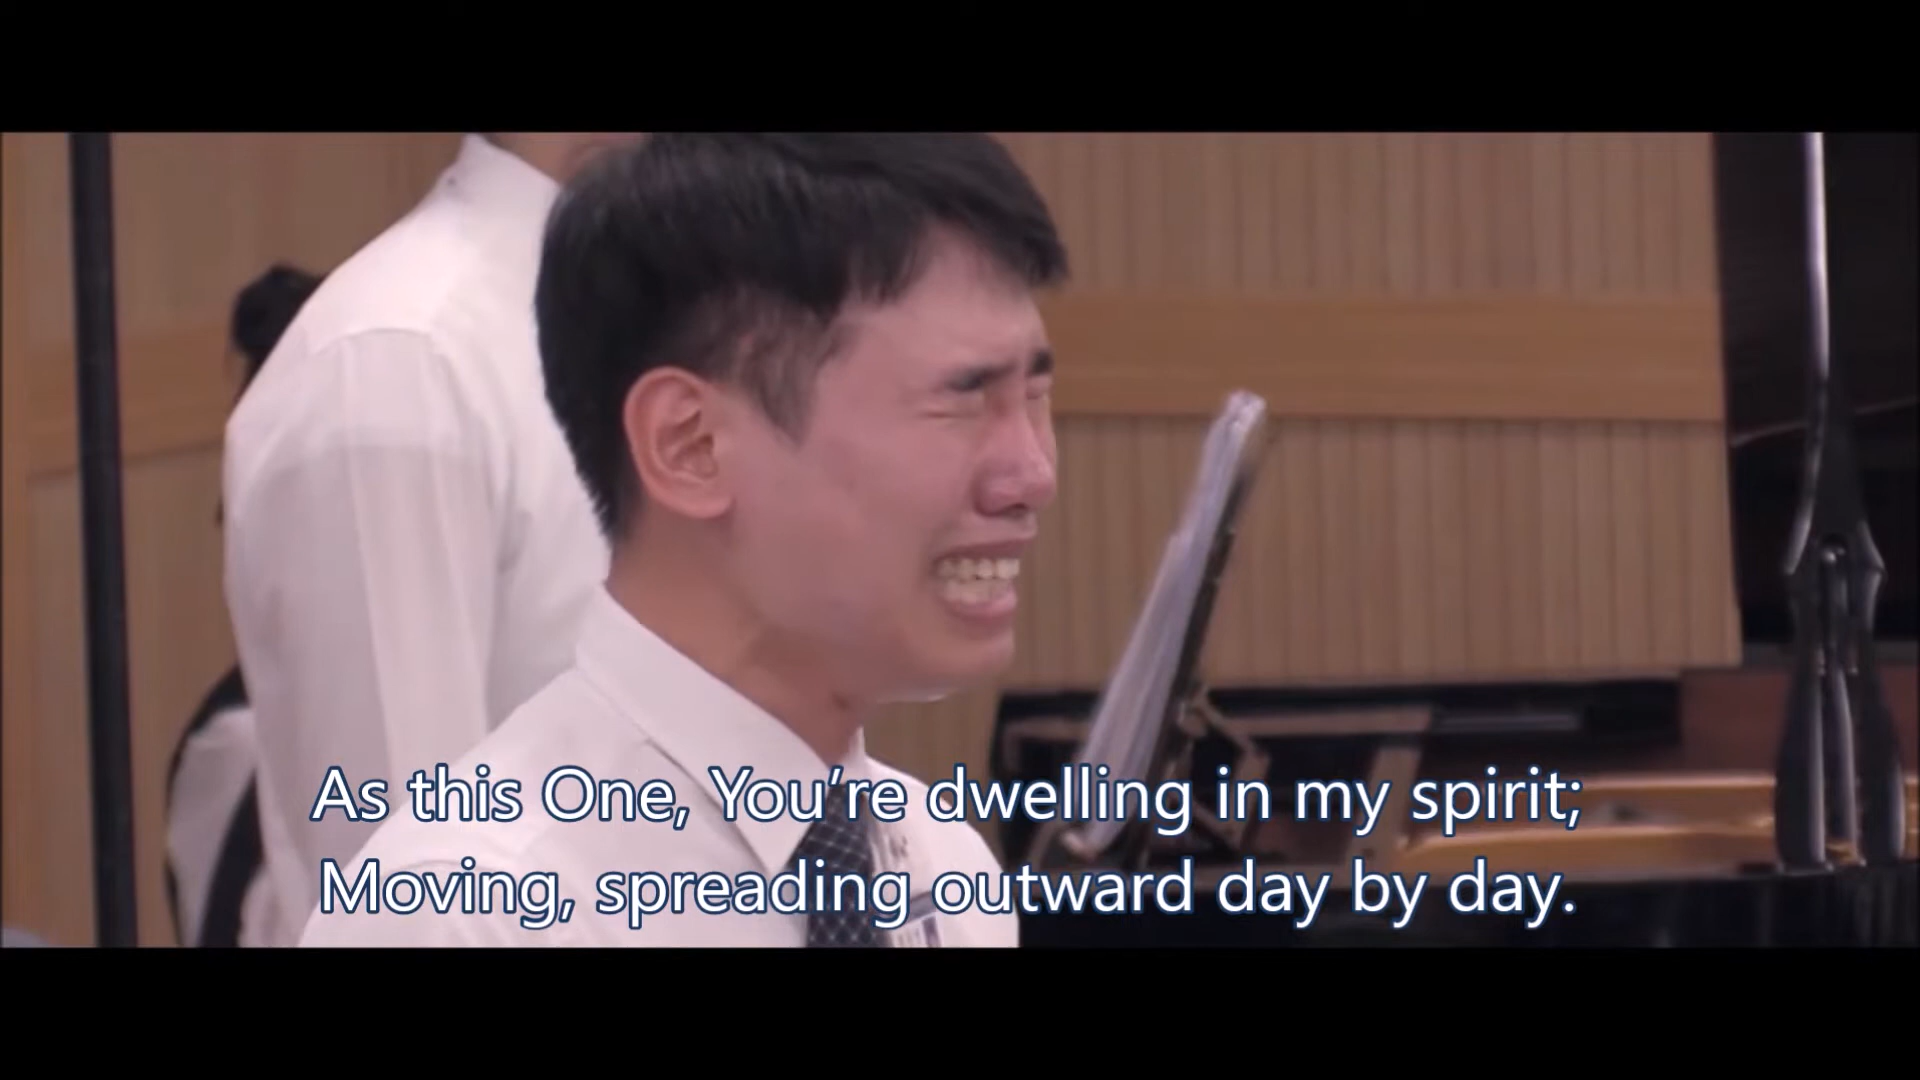 As this One, You’re dwelling in my spirit;
Moving, spreading outward day by day.